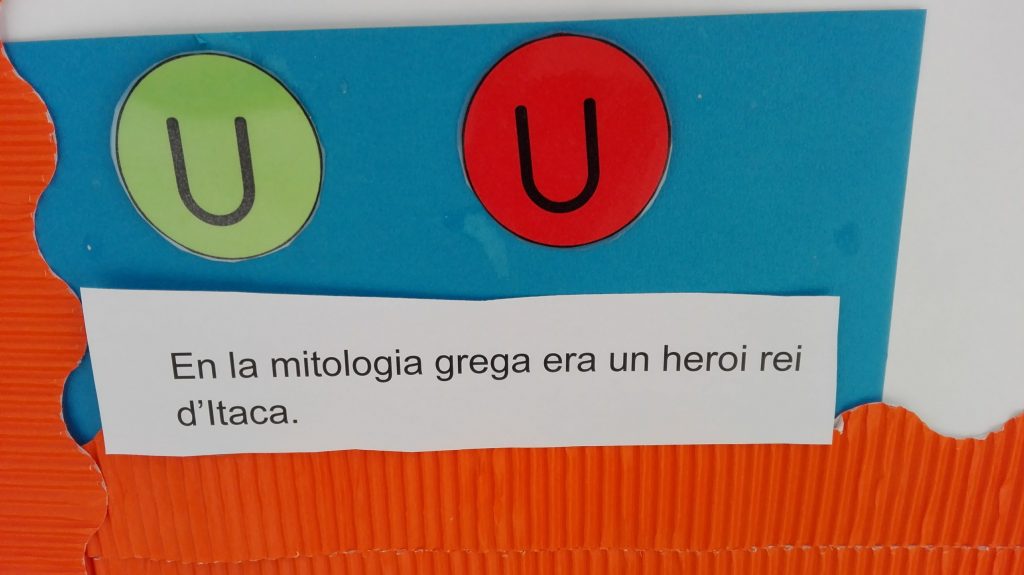 U U
En la mitologia grega era un heroi rei
d'Itaca.